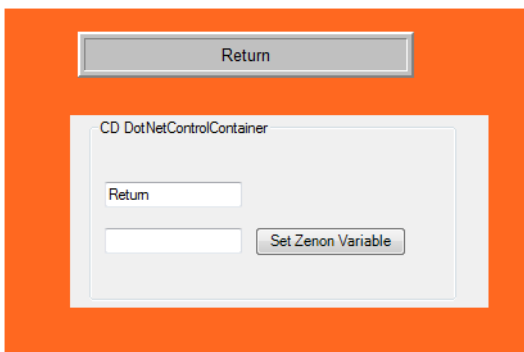 Return
CD DotNetControlContainer
Return
Set Zenon Variable